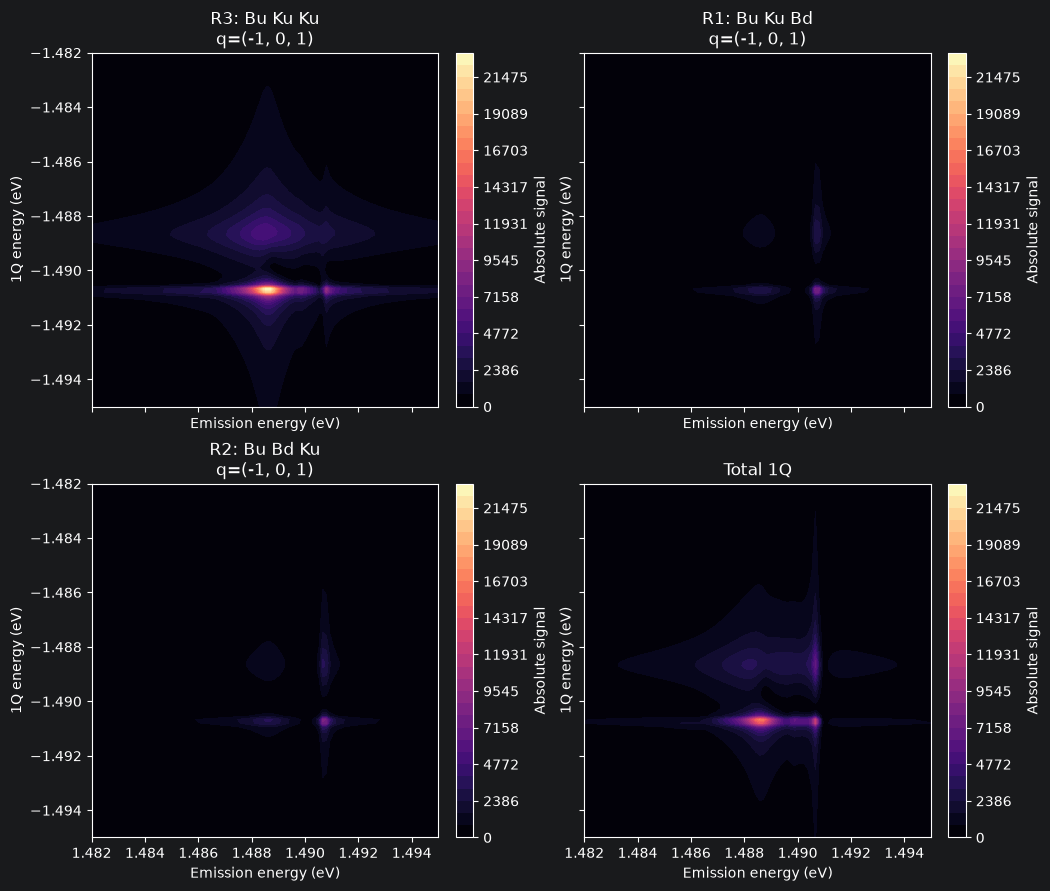 R3: Bu Ku Ku
q=(-1, 0, 1)
−1.482
−1.484
−1.486
−1.488
−1.490
−1.492
−1.494
1Q energy (eV)
Emission energy (eV)
21475
19089
16703
14317
11931
9545
7158
4772
2386
0
Absolute signal
R1: Bu Ku Bd
q=(-1, 0, 1)
1Q energy (eV)
Emission energy (eV)
21475
19089
16703
14317
11931
9545
7158
4772
2386
0
Absolute signal
R2: Bu Bd Ku
q=(-1, 0, 1)
−1.482
−1.484
−1.486
−1.488
−1.490
−1.492
−1.494
1Q energy (eV)
1.482 1.484 1.486 1.488 1.490 1.492 1.494
Emission energy (eV)
21475
19089
16703
14317
11931
9545
7158
4772
2386
0
Absolute signal
Total 1Q
1Q energy (eV)
1.482 1.484 1.486 1.488 1.490 1.492 1.494
Emission energy (eV)
21475
19089
16703
14317
11931
9545
7158
4772
2386
0
Absolute signal